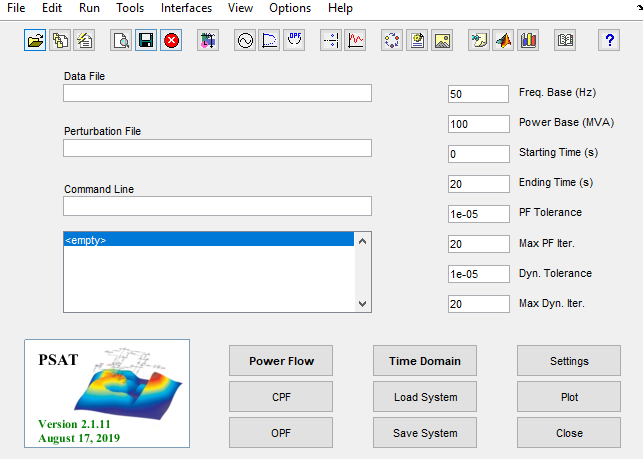 File Edit Run Tools Interfaces View Options Help
OPF
?
Data File
50 Freq. Base (Hz)
100 Power Base (MVA)
Perturbation File
0 Starting Time (s)
Command Line
20 Ending Time (s)
1e-05 PF Tolerance
<empty>
20 Max PF Iter.
1e-05 Dyn. Tolerance
20 Max Dyn. Iter.
PSAT
Version 2.1.11
August 17, 2019
Power Flow Time Domain Settings
CPF Load System Plot
OPF Save System Close